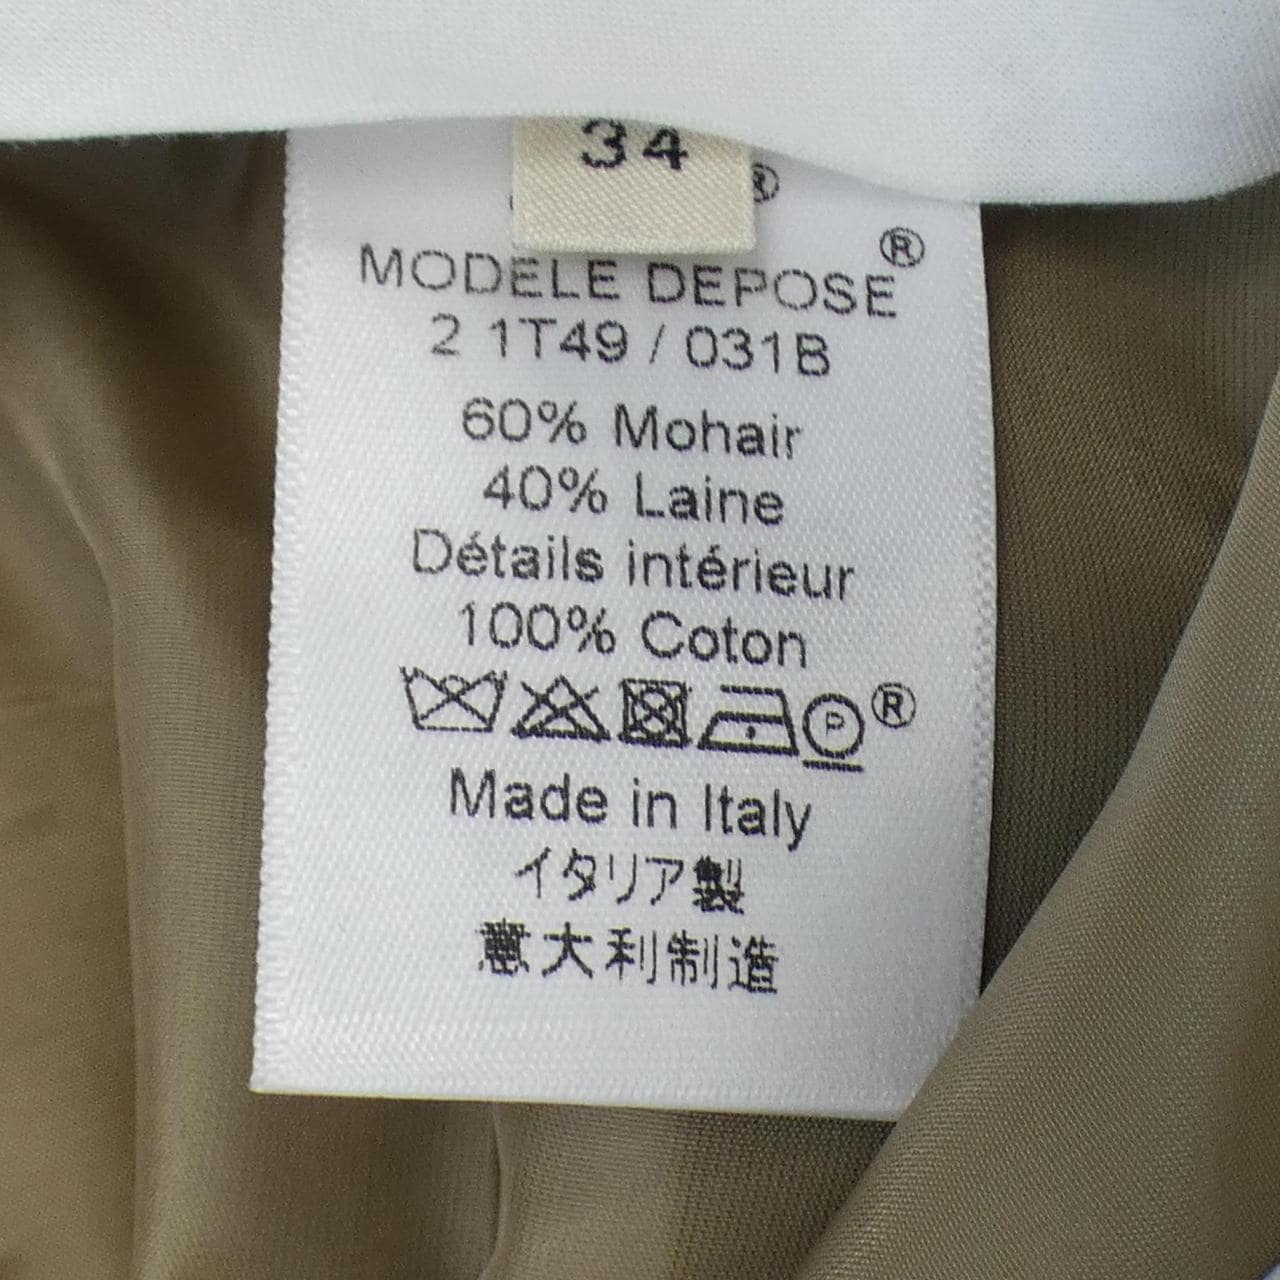 34
®
MODELE DEPOSE®
2 1T49 / 031B
60% Mohair
40% Laine
Détails intérieur
100% Coton
P ®
Made in Italy
イタリア製
意大利制造